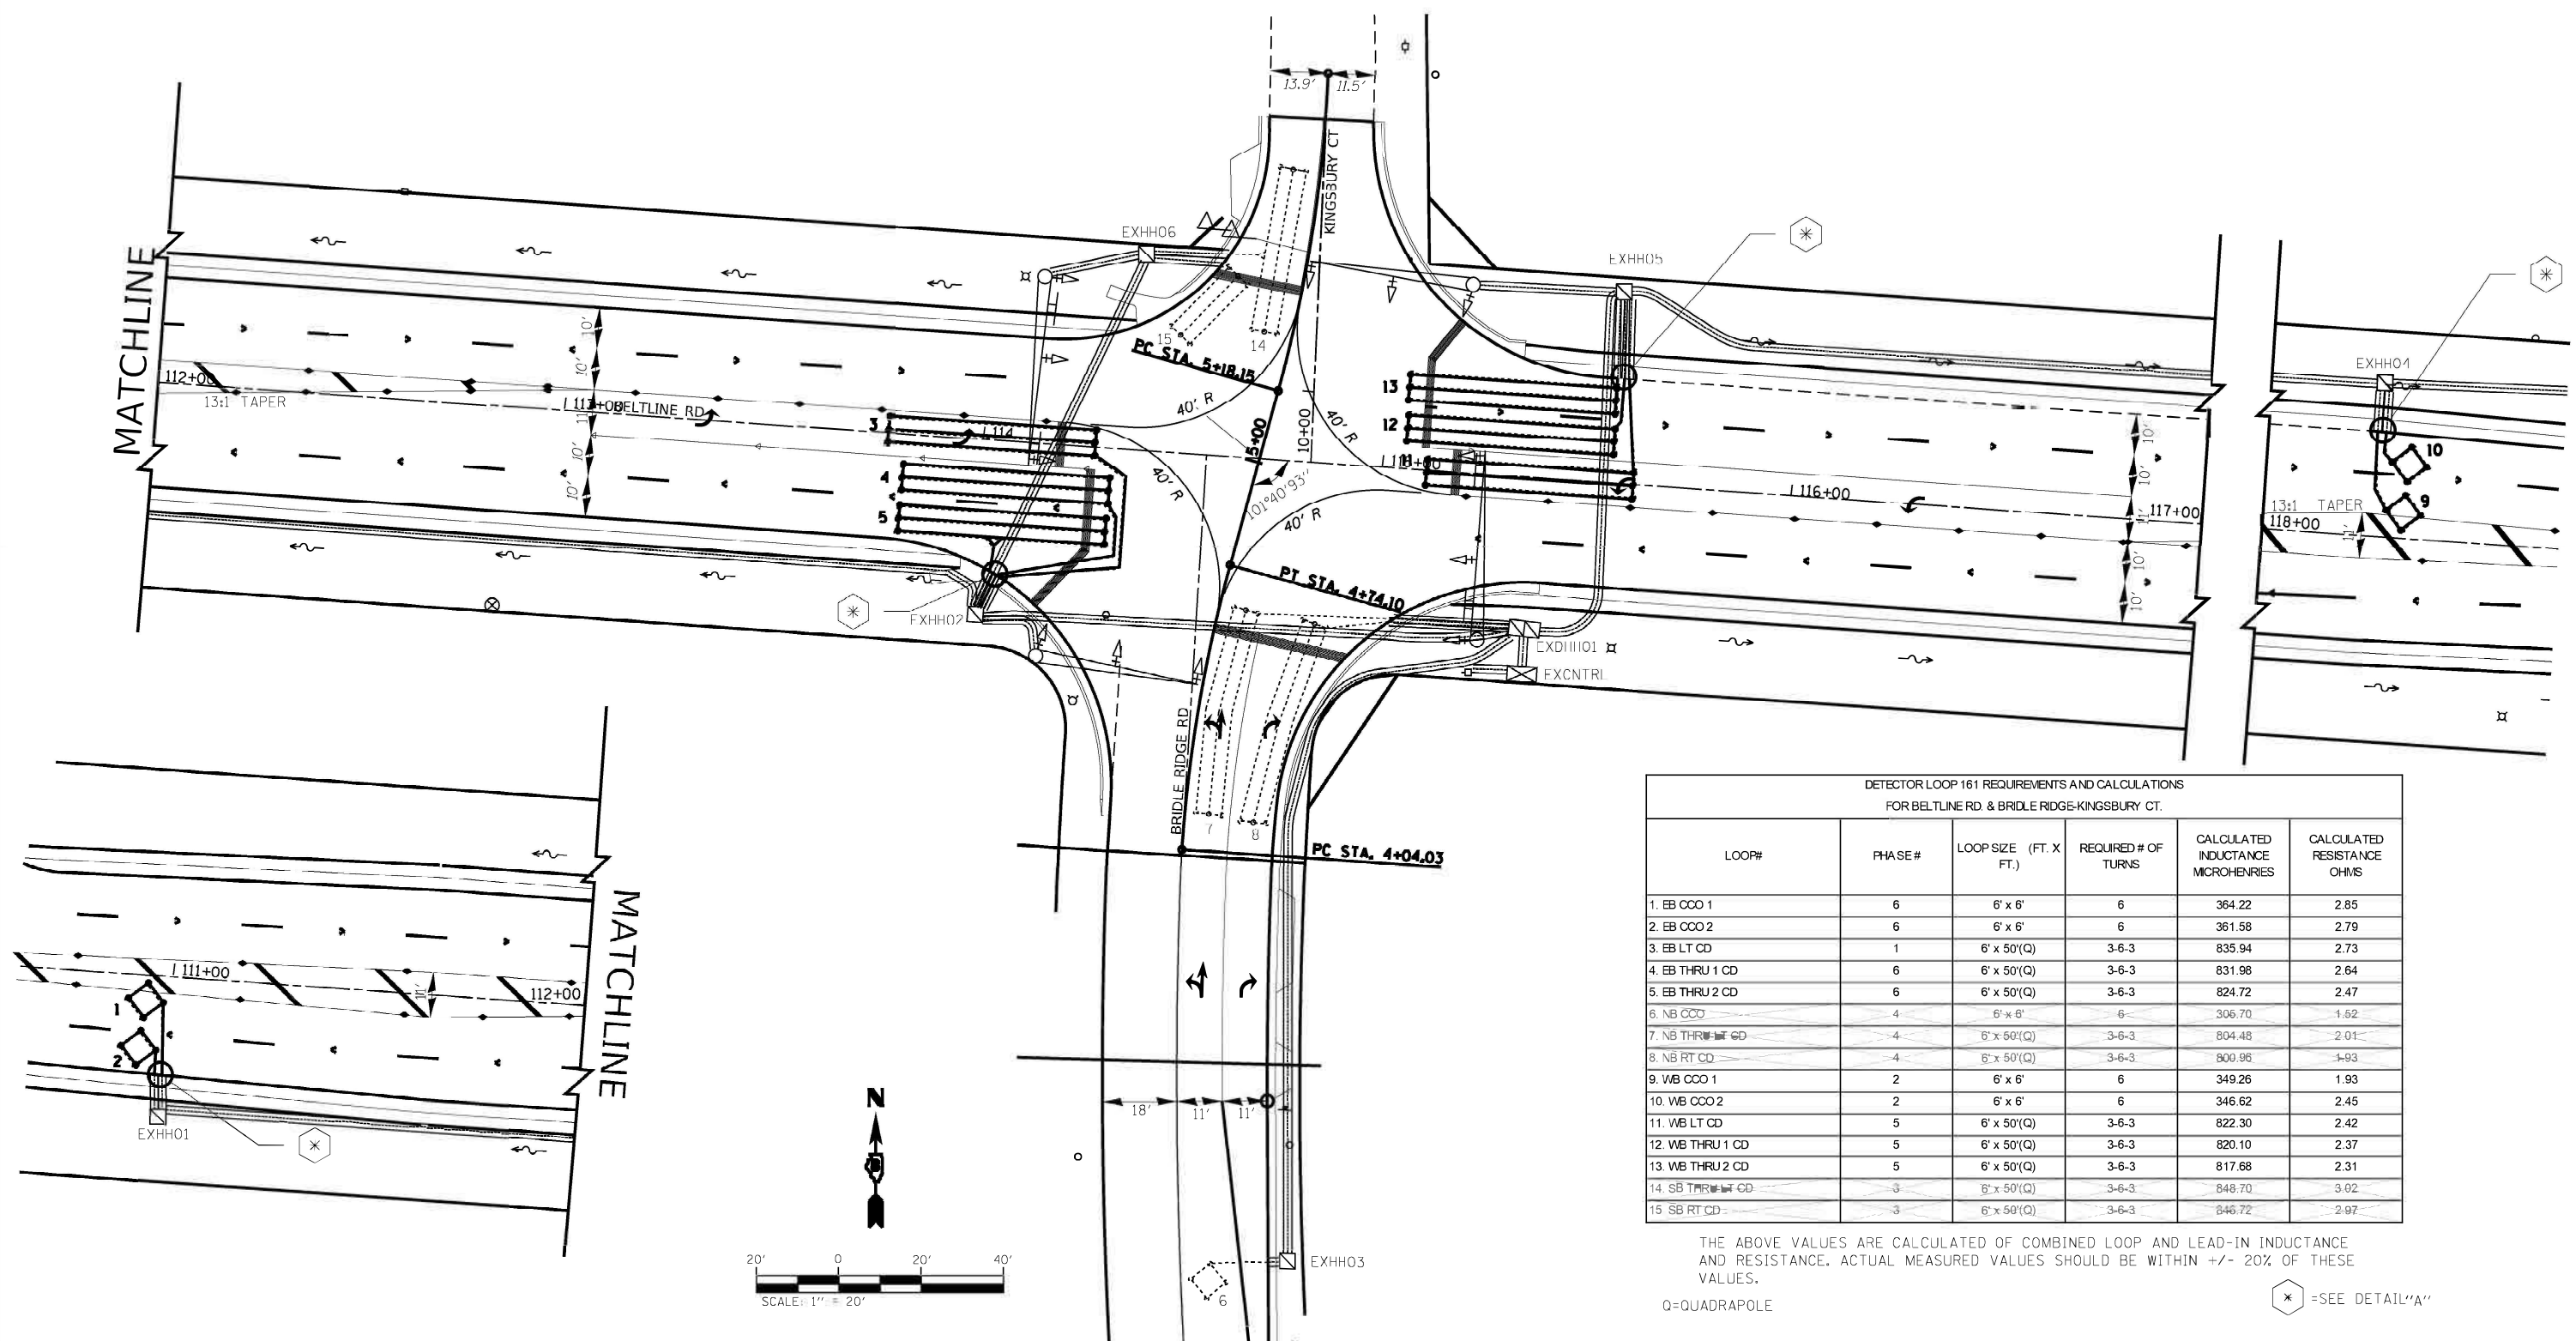 13.9' 11.5'
KINGSBURY CT
EXHH06
EXHH05
EXHH04
MATCHLINE
10'
10'
11'
10'
10'
112+00
13:1 TAPER
BELTLINE RD
114
3
4
5
15
14
PC STA. 5+18.15
40' R
40' R
40' R
40' R
15+00
10+00
101°40'93"
13
12
116+00
117+00
10'
10'
11'
10'
10'
10
9
13:1 TAPER
118+00
11'
PT STA. 4+74.10
EXHH02
EXCNTRL
BRIDLE RIDGE RD
7
8
PC STA. 4+04.03
MATCHLINE
111+00
112+00
11'
1
2
EXHH01
18' 11' 11'
N
20' 0 20' 40'
SCALE: 1" = 20'
EXHH03
6
DETECTOR LOOP 161 REQUIREMENTS AND CALCULATIONS
FOR BELTLINE RD. & BRIDLE RIDGE-KINGSBURY CT.
LOOP# PHASE # LOOP SIZE (FT. X FT.) REQUIRED # OF TURNS CALCULATED INDUCTANCE MICROHENRIES CALCULATED RESISTANCE OHMS
1. EB CCO 1 6 6' x 6' 6 364.22 2.85
2. EB CCO 2 6 6' x 6' 6 361.58 2.79
3. EB LT CD 1 6' x 50'(Q) 3-6-3 835.94 2.73
4. EB THRU 1 CD 6 6' x 50'(Q) 3-6-3 831.98 2.64
5. EB THRU 2 CD 6 6' x 50'(Q) 3-6-3 824.72 2.47
6. NB CCO 4 6' x 6' 6 305.70 1.52
7. NB THRU-LT CD 4 6' x 50'(Q) 3-6-3 804.48 2.01
8. NB RT CD 4 6' x 50'(Q) 3-6-3 800.96 1.93
9. WB CCO 1 2 6' x 6' 6 349.26 1.93
10. WB CCO 2 2 6' x 6' 6 346.62 2.45
11. WB LT CD 5 6' x 50'(Q) 3-6-3 822.30 2.42
12. WB THRU 1 CD 5 6' x 50'(Q) 3-6-3 820.10 2.37
13. WB THRU 2 CD 5 6' x 50'(Q) 3-6-3 817.68 2.31
14. SB THRU-LT CD 3 6' x 50'(Q) 3-6-3 848.70 3.02
15 SB RT CD 3 6' x 50'(Q) 3-6-3 846.72 2.97
THE ABOVE VALUES ARE CALCULATED OF COMBINED LOOP AND LEAD-IN INDUCTANCE
AND RESISTANCE. ACTUAL MEASURED VALUES SHOULD BE WITHIN +/- 20% OF THESE
VALUES.
Q=QUADRAPOLE
* =SEE DETAIL"A"